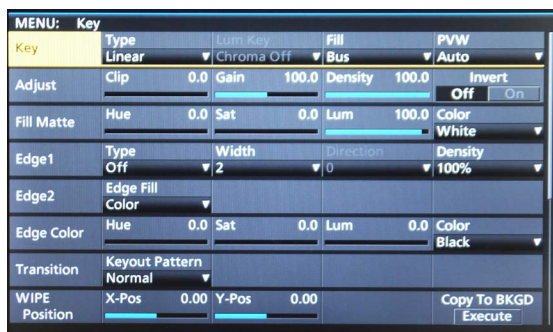 MENU: Key
Key Type Lum Key Fill PVW
Linear Chroma Off Bus Auto
Adjust Clip 0.0 Gain 100.0 Density 100.0 Invert
Off On
Fill Matte Hue 0.0 Sat 0.0 Lum 100.0 Color
White
Edge1 Type Width Direction Density
Off 2 0 100%
Edge2 Edge Fill
Color
Edge Color Hue 0.0 Sat 0.0 Lum 0.0 Color
Black
Transition Keyout Pattern
Normal
WIPE X-Pos 0.00 Y-Pos 0.00 Copy To BKGD
Position Execute